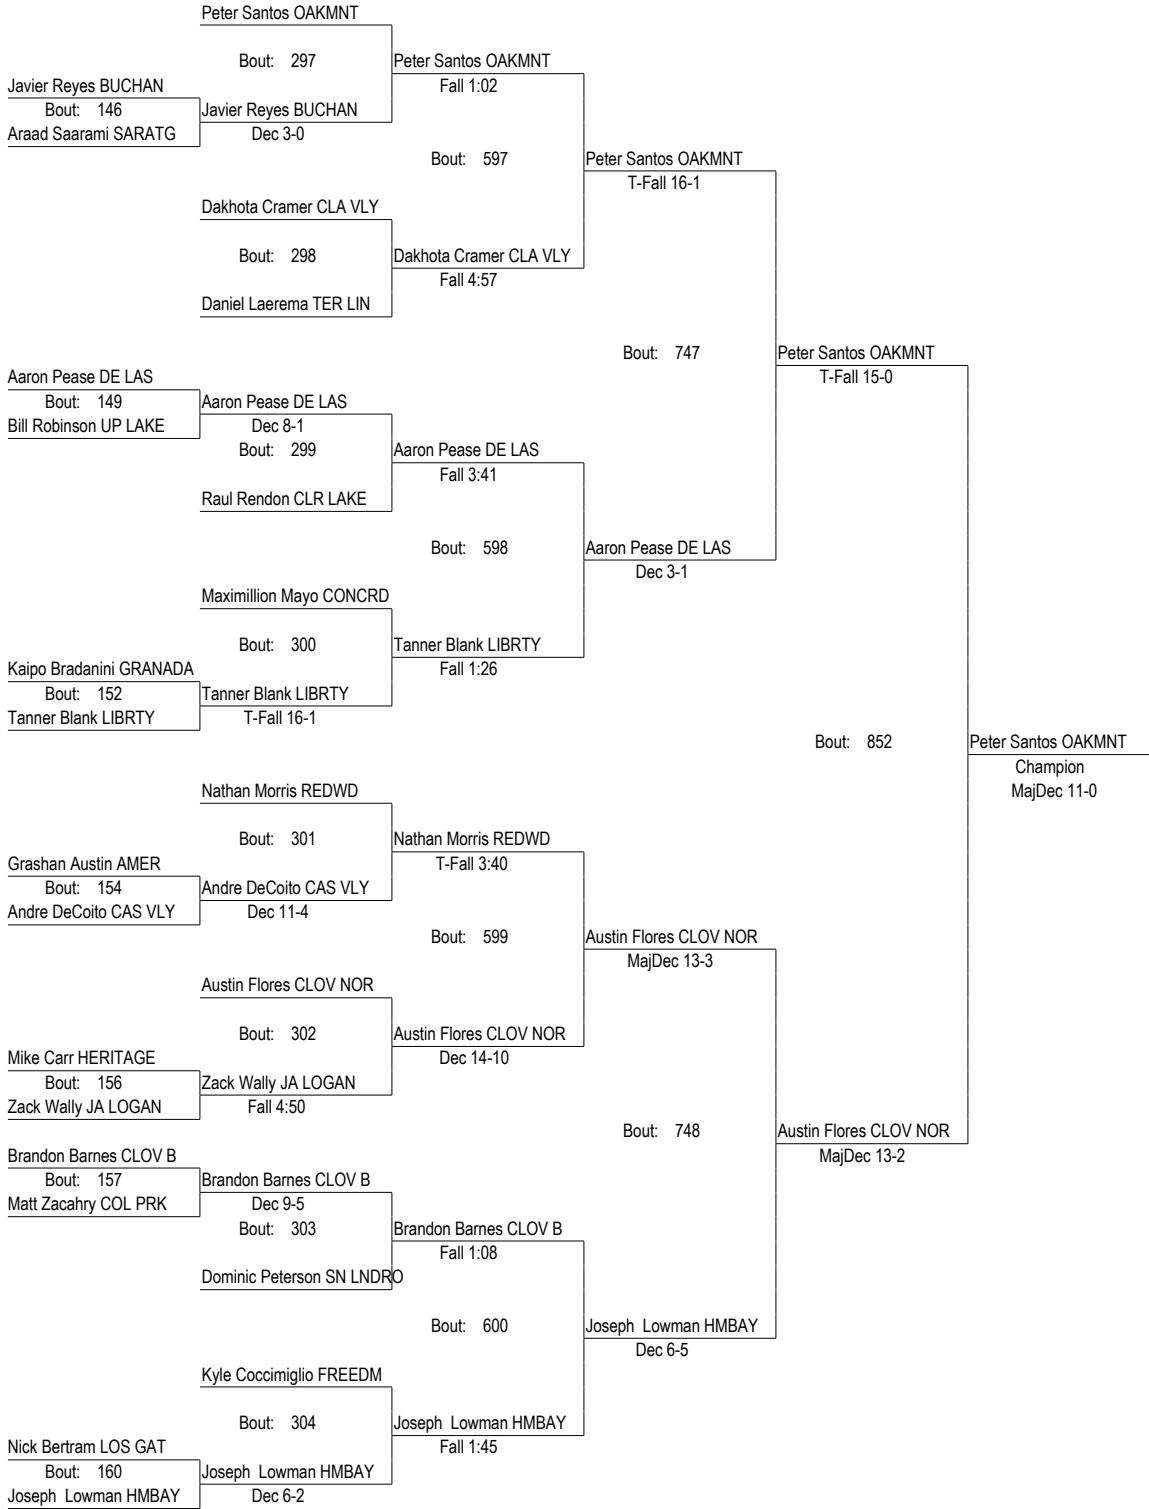 Peter Santos OAKMNT
Bout: 297
Peter Santos OAKMNT
Fall 1:02
Javier Reyes BUCHAN
Bout: 146
Javier Reyes BUCHAN
Araad Saarami SARATG
Dec 3-0
Bout: 597
Peter Santos OAKMNT
T-Fall 16-1
Dakhota Cramer CLA VLY
Bout: 298
Dakhota Cramer CLA VLY
Fall 4:57
Daniel Laerema TER LIN
Bout: 747
Peter Santos OAKMNT
T-Fall 15-0
Aaron Pease DE LAS
Bout: 149
Aaron Pease DE LAS
Bill Robinson UP LAKE
Dec 8-1
Bout: 299
Aaron Pease DE LAS
Fall 3:41
Raul Rendon CLR LAKE
Bout: 598
Aaron Pease DE LAS
Dec 3-1
Maximillion Mayo CONCRD
Bout: 300
Tanner Blank LIBRTY
Fall 1:26
Kaipo Bradanini GRANADA
Bout: 152
Tanner Blank LIBRTY
Tanner Blank LIBRTY
T-Fall 16-1
Bout: 852
Peter Santos OAKMNT
Champion
MajDec 11-0
Nathan Morris REDWD
Bout: 301
Nathan Morris REDWD
T-Fall 3:40
Grashan Austin AMER
Bout: 154
Andre DeCoito CAS VLY
Andre DeCoito CAS VLY
Dec 11-4
Bout: 599
Austin Flores CLOV NOR
MajDec 13-3
Austin Flores CLOV NOR
Bout: 302
Austin Flores CLOV NOR
Dec 14-10
Mike Carr HERITAGE
Bout: 156
Zack Wally JA LOGAN
Zack Wally JA LOGAN
Fall 4:50
Bout: 748
Austin Flores CLOV NOR
MajDec 13-2
Brandon Barnes CLOV B
Bout: 157
Brandon Barnes CLOV B
Matt Zacahry COL PRK
Dec 9-5
Bout: 303
Brandon Barnes CLOV B
Fall 1:08
Dominic Peterson SN LNDRO
Bout: 600
Joseph Lowman HMBAY
Dec 6-5
Kyle Coccimiglio FREEDM
Bout: 304
Joseph Lowman HMBAY
Fall 1:45
Nick Bertram LOS GAT
Bout: 160
Joseph Lowman HMBAY
Joseph Lowman HMBAY
Dec 6-2